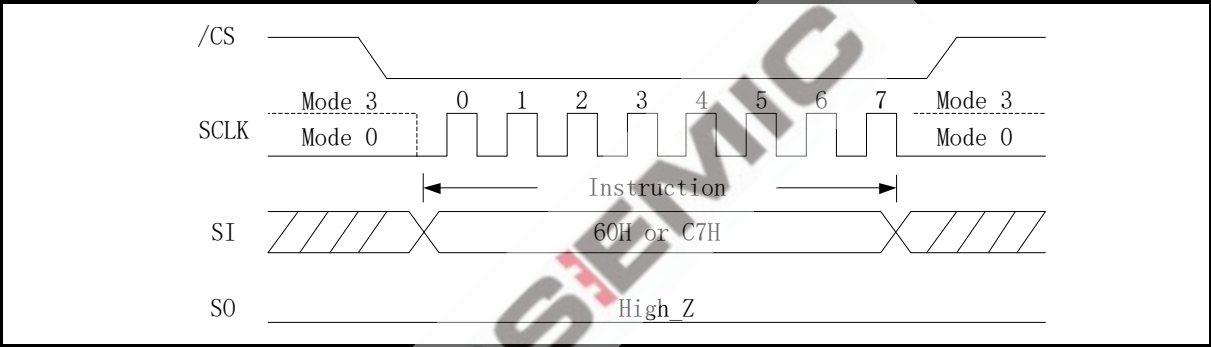 /CS
Mode 3 0 1 2 3 4 5 6 7 Mode 3
SCLK
Mode 0 Mode 0
Instruction
SI 60H or C7H
SO High_Z